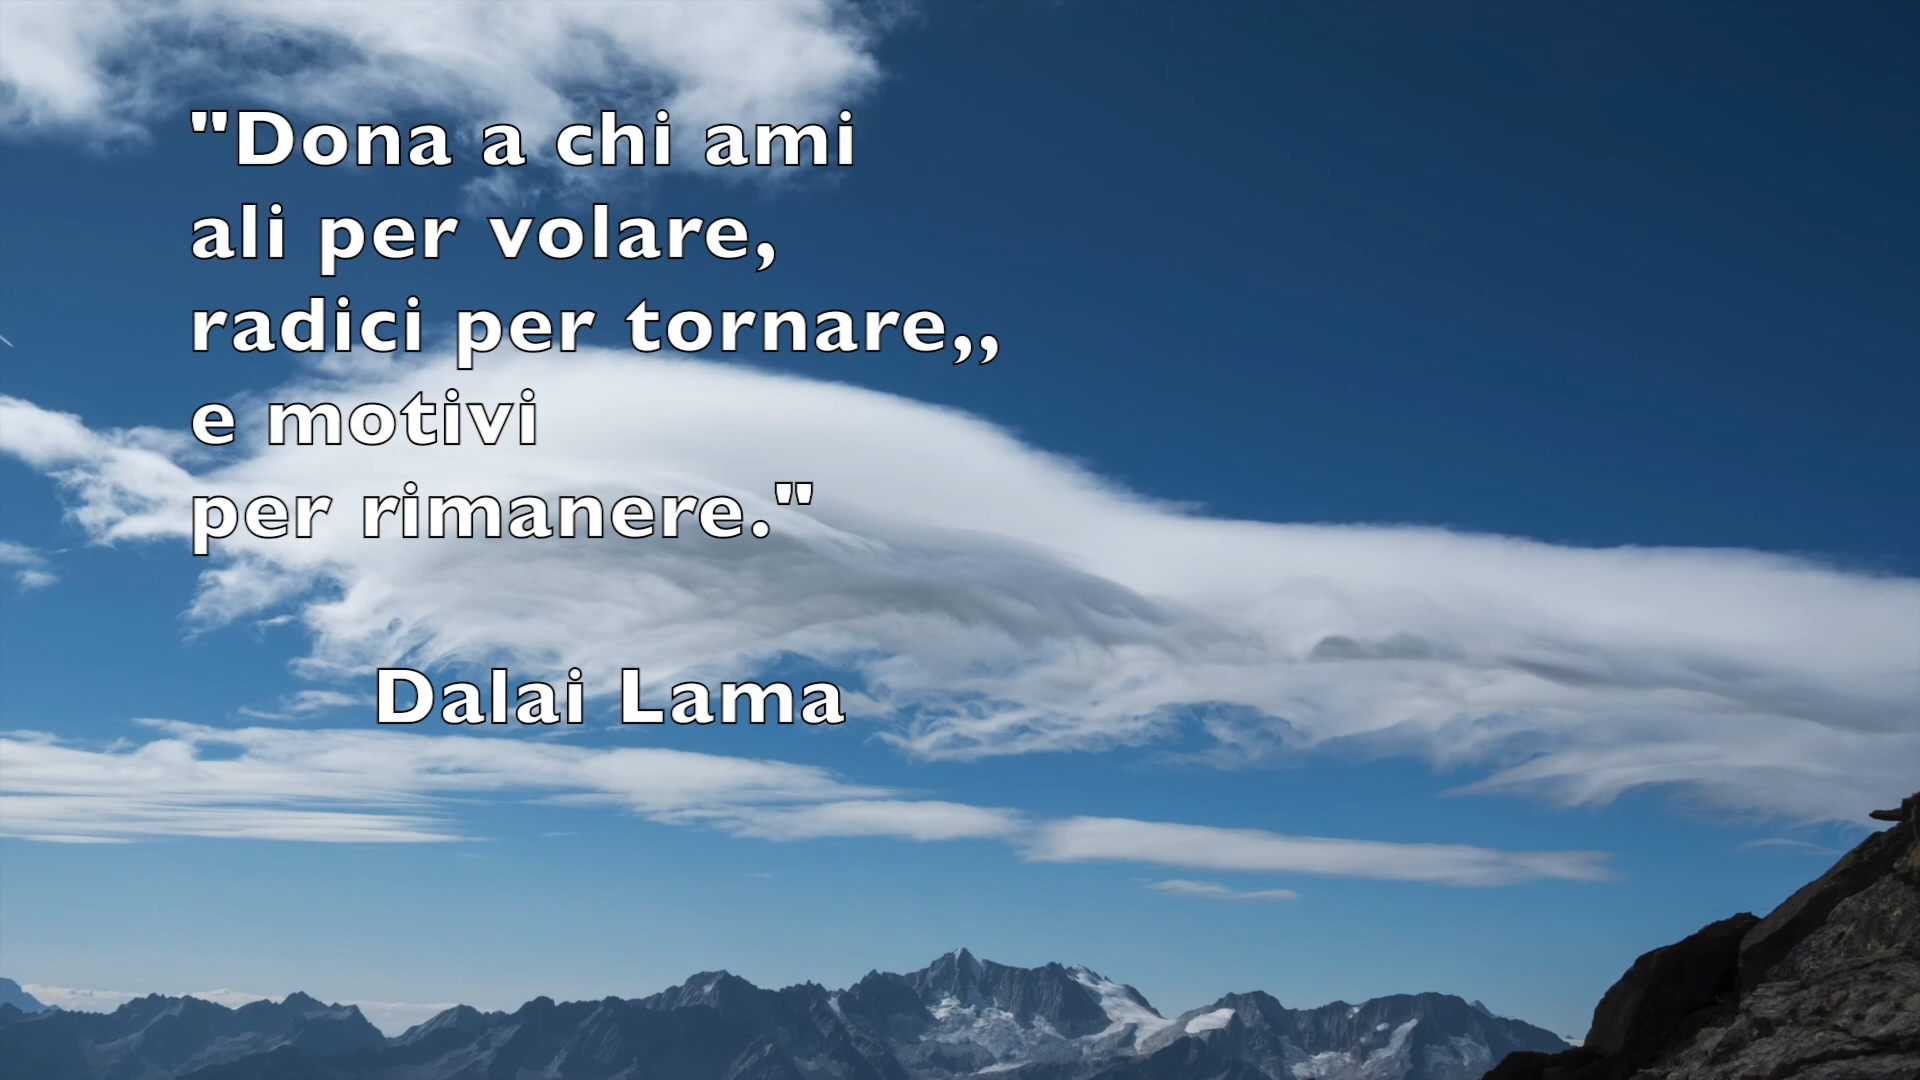 "Dona a chi ami
ali per volare,
radici per tornare,,
e motivi
per rimanere."
Dalai Lama